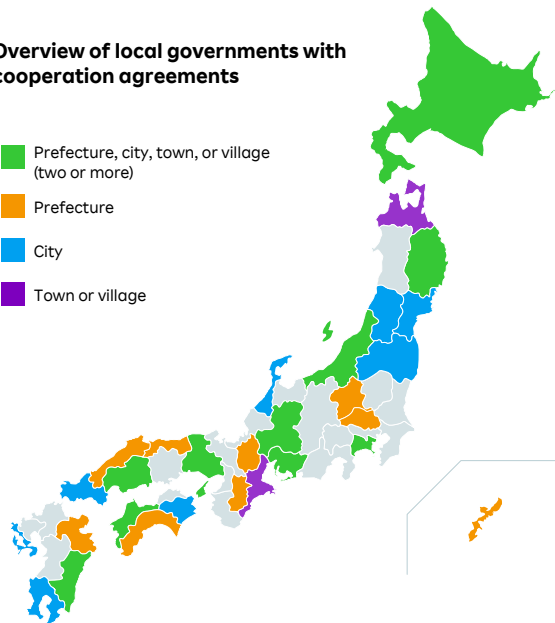 Overview of local governments with
cooperation agreements
Prefecture, city, town, or village
(two or more)
Prefecture
City
Town or village